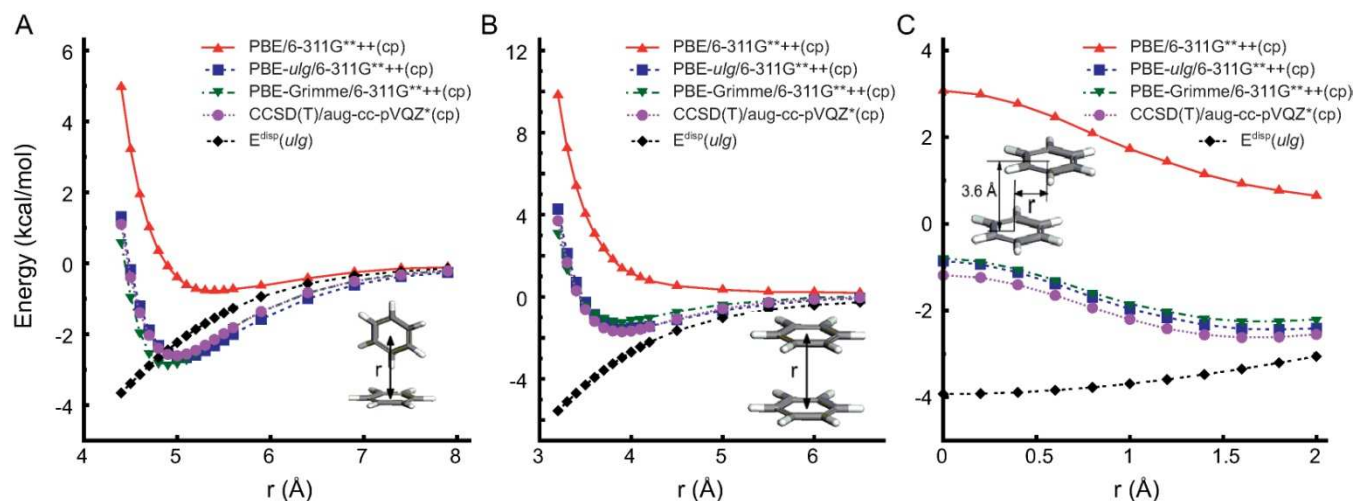 A
PBE/6-311G**++(cp)
PBE-ulg/6-311G**++(cp)
PBE-Grimme/6-311G**++(cp)
CCSD(T)/aug-cc-pVQZ*(cp)
E^disp(ulg)
Energy (kcal/mol)
6
4
2
0
-2
-4
r
4 5 6 7 8
r (Å)
B
PBE/6-311G**++(cp)
PBE-ulg/6-311G**++(cp)
PBE-Grimme/6-311G**++(cp)
CCSD(T)/aug-cc-pVQZ*(cp)
E^disp(ulg)
12
8
4
0
-4
r
3 4 5 6
r (Å)
C
PBE/6-311G**++(cp)
PBE-ulg/6-311G**++(cp)
PBE-Grimme/6-311G**++(cp)
CCSD(T)/aug-cc-pVQZ*(cp)
E^disp(ulg)
4
2
0
-2
-4
3.6 Å
r
0 0.5 1 1.5 2
r (Å)